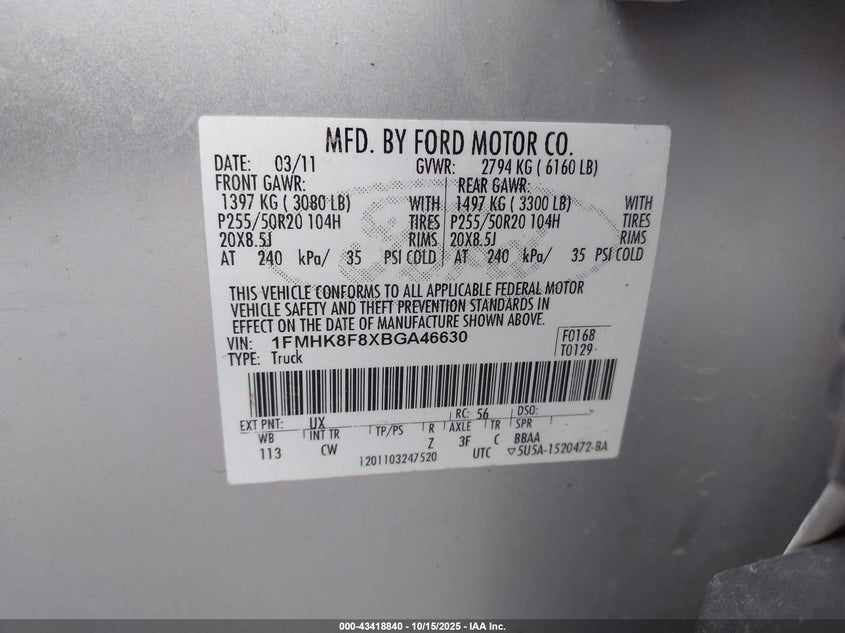 MFD. BY FORD MOTOR CO.
DATE: 03/11 GVWR: 2794 KG ( 6160 LB)
FRONT GAWR: REAR GAWR:
1397 KG ( 3080 LB) WITH 1497 KG ( 3300 LB) WITH
P255/50R20 104H TIRES P255/50R20 104H TIRES
20X8.5J RIMS 20X8.5J RIMS
AT 240 kPa/ 35 PSI COLD AT 240 kPa/ 35 PSI COLD
THIS VEHICLE CONFORMS TO ALL APPLICABLE FEDERAL MOTOR
VEHICLE SAFETY AND THEFT PREVENTION STANDARDS IN
EFFECT ON THE DATE OF MANUFACTURE SHOWN ABOVE.
VIN: 1FMHK8F8XBGA46630 F0168
TYPE: Truck T0129
EXT PNT: UX RC: 56 DSO:
WB INT TR TP/PS R AXLE TR SPR
113 CW Z 3F C BBAA
1201103247520 UTC ▽5U5A-1520472-BA
000-43418840 - 10/15/2025 - IAA Inc.